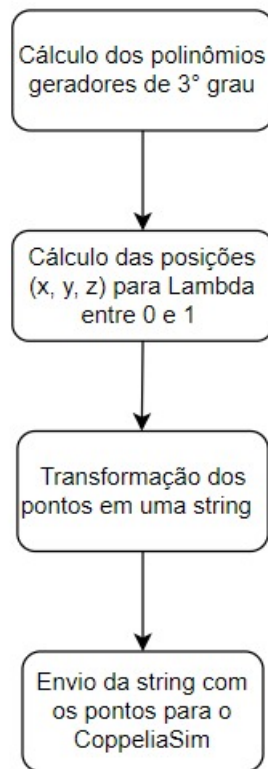 Cálculo dos polinômios
geradores de 3° grau
Cálculo das posições
(x, y, z) para Lambda
entre 0 e 1
Transformação dos
pontos em uma string
Envio da string com
os pontos para o
CoppeliaSim